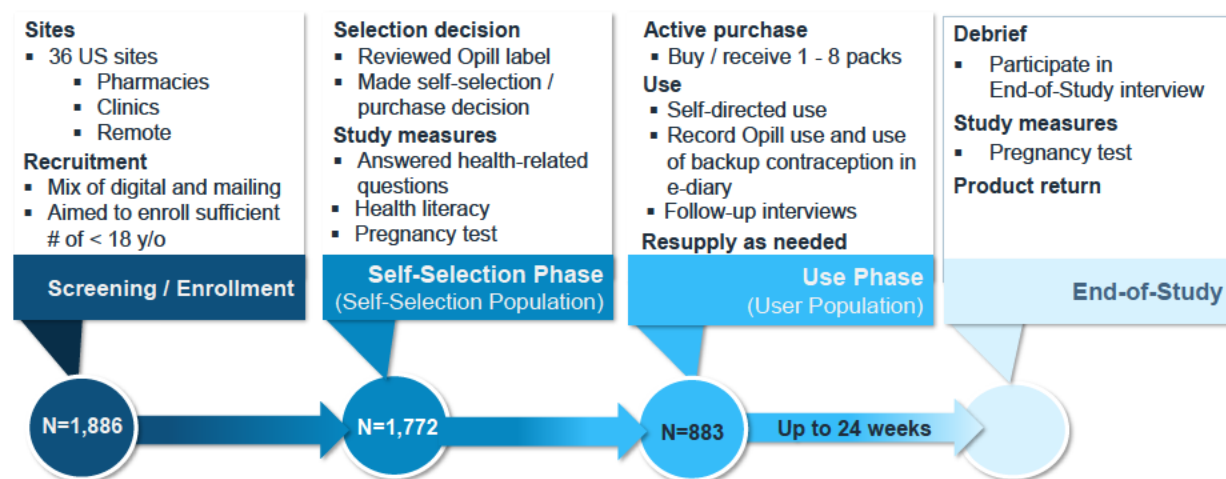 Sites
▪ 36 US sites
▪ Pharmacies
▪ Clinics
▪ Remote
Recruitment
▪ Mix of digital and mailing
▪ Aimed to enroll sufficient
# of < 18 y/o
Screening / Enrollment
N=1,886
Selection decision
▪ Reviewed Opill label
▪ Made self-selection /
purchase decision
Study measures
▪ Answered health-related
questions
▪ Health literacy
▪ Pregnancy test
Self-Selection Phase
(Self-Selection Population)
N=1,772
Active purchase
▪ Buy / receive 1 - 8 packs
Use
▪ Self-directed use
▪ Record Opill use and use
of backup contraception in
e-diary
▪ Follow-up interviews
Resupply as needed
Use Phase
(User Population)
N=883
Up to 24 weeks
Debrief
▪ Participate in
End-of-Study interview
Study measures
▪ Pregnancy test
Product return
End-of-Study